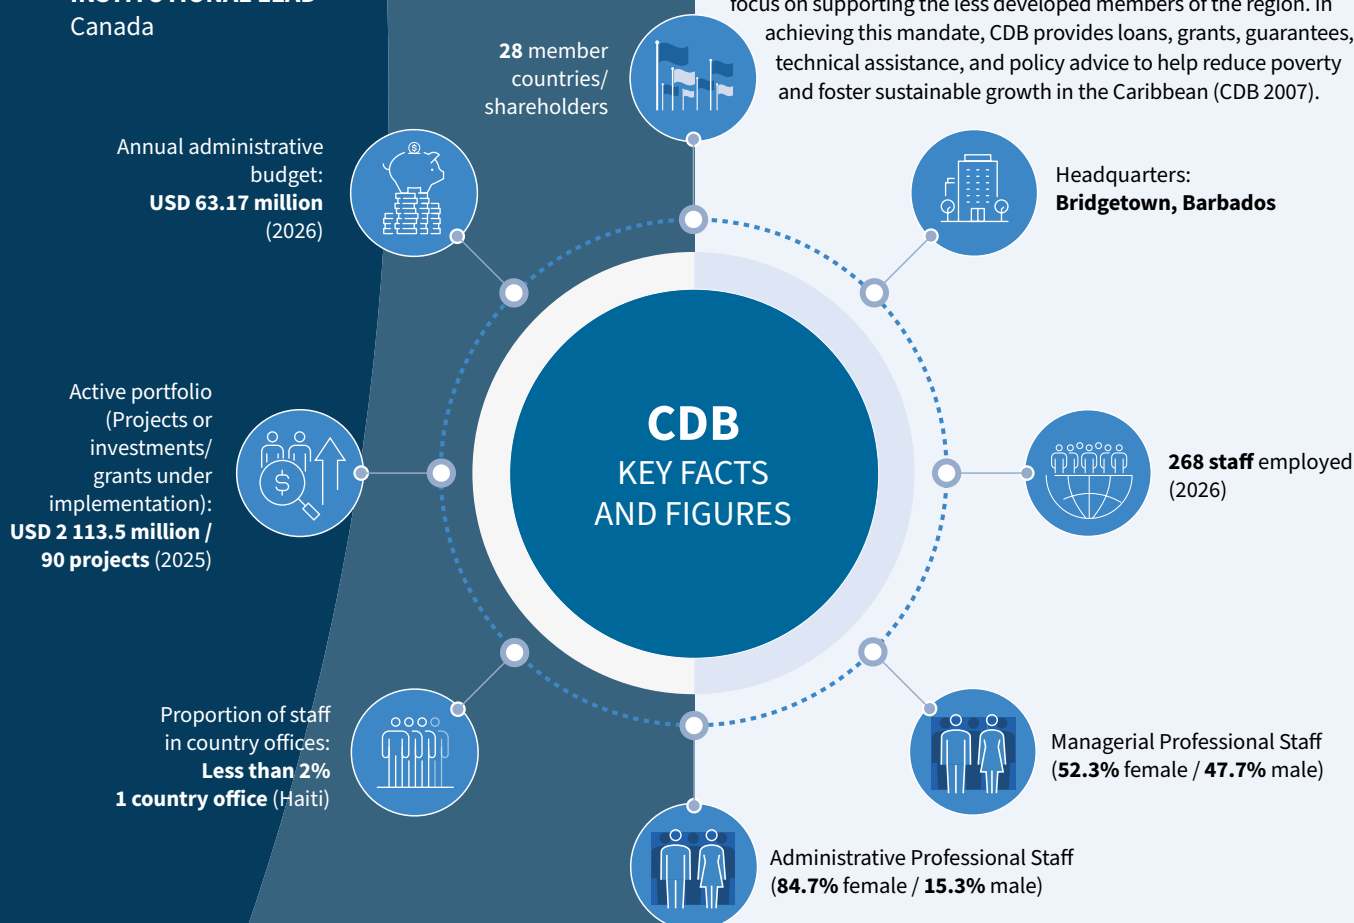 INSTITUTIONAL LEAD
Canada
focus on supporting the less developed members of the region. In
achieving this mandate, CDB provides loans, grants, guarantees,
technical assistance, and policy advice to help reduce poverty
and foster sustainable growth in the Caribbean (CDB 2007).
28 member
countries/
shareholders
Annual administrative
budget:
USD 63.17 million
(2026)
Headquarters:
Bridgetown, Barbados
Active portfolio
(Projects or
investments/
grants under
implementation):
USD 2 113.5 million /
90 projects (2025)
CDB
KEY FACTS
AND FIGURES
268 staff employed
(2026)
Proportion of staff
in country offices:
Less than 2%
1 country office (Haiti)
Managerial Professional Staff
(52.3% female / 47.7% male)
Administrative Professional Staff
(84.7% female / 15.3% male)